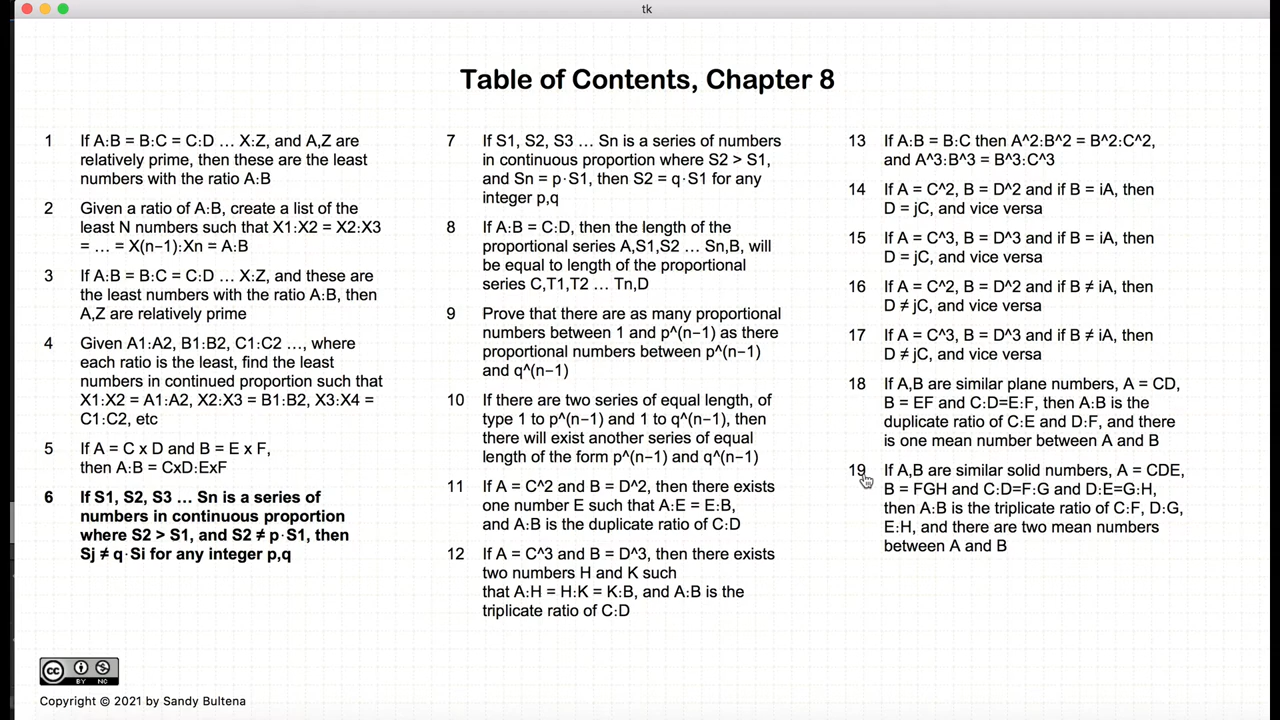 tk
Table of Contents, Chapter 8
1 If A:B = B:C = C:D … X:Z, and A,Z are
relatively prime, then these are the least
numbers with the ratio A:B
2 Given a ratio of A:B, create a list of the
least N numbers such that X1:X2 = X2:X3
= … = X(n−1):Xn = A:B
3 If A:B = B:C = C:D … X:Z, and these are
the least numbers with the ratio A:B, then
A,Z are relatively prime
4 Given A1:A2, B1:B2, C1:C2 …, where
each ratio is the least, find the least
numbers in continued proportion such that
X1:X2 = A1:A2, X2:X3 = B1:B2, X3:X4 =
C1:C2, etc
5 If A = C x D and B = E x F,
then A:B = CxD:ExF
6 If S1, S2, S3 … Sn is a series of
numbers in continuous proportion
where S2 > S1, and S2 ≠ p·S1, then
Sj ≠ q·Si for any integer p,q
7 If S1, S2, S3 … Sn is a series of numbers
in continuous proportion where S2 > S1,
and Sn = p·S1, then S2 = q·S1 for any
integer p,q
8 If A:B = C:D, then the length of the
proportional series A,S1,S2 … Sn,B, will
be equal to length of the proportional
series C,T1,T2 … Tn,D
9 Prove that there are as many proportional
numbers between 1 and p^(n−1) as there
proportional numbers between p^(n−1)
and q^(n−1)
10 If there are two series of equal length, of
type 1 to p^(n−1) and 1 to q^(n−1), then
there will exist another series of equal
length of the form p^(n−1) and q^(n−1)
11 If A = C^2 and B = D^2, then there exists
one number E such that A:E = E:B,
and A:B is the duplicate ratio of C:D
12 If A = C^3 and B = D^3, then there exists
two numbers H and K such
that A:H = H:K = K:B, and A:B is the
triplicate ratio of C:D
13 If A:B = B:C then A^2:B^2 = B^2:C^2,
and A^3:B^3 = B^3:C^3
14 If A = C^2, B = D^2 and if B = iA, then
D = jC, and vice versa
15 If A = C^3, B = D^3 and if B = iA, then
D = jC, and vice versa
16 If A = C^2, B = D^2 and if B ≠ iA, then
D ≠ jC, and vice versa
17 If A = C^3, B = D^3 and if B ≠ iA, then
D ≠ jC, and vice versa
18 If A,B are similar plane numbers, A = CD,
B = EF and C:D=E:F, then A:B is the
duplicate ratio of C:E and D:F, and there
is one mean number between A and B
19 If A,B are similar solid numbers, A = CDE,
B = FGH and C:D=F:G and D:E=G:H,
then A:B is the triplicate ratio of C:F, D:G,
E:H, and there are two mean numbers
between A and B
cc
BY NC
Copyright © 2021 by Sandy Bultena